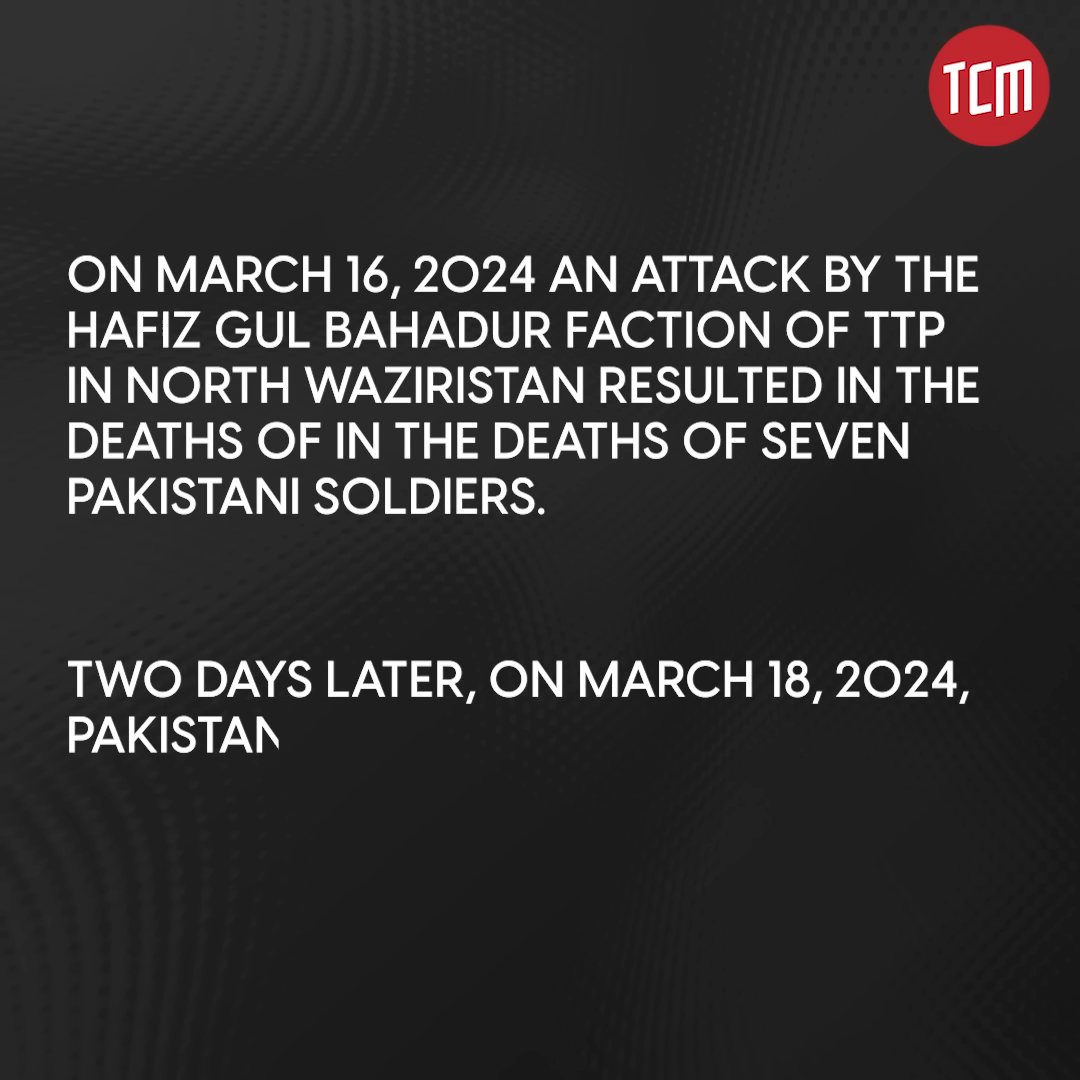 TCM
ON MARCH 16, 2024 AN ATTACK BY THE
HAFIZ GUL BAHADUR FACTION OF TTP
IN NORTH WAZIRISTAN RESULTED IN THE
DEATHS OF IN THE DEATHS OF SEVEN
PAKISTANI SOLDIERS.
TWO DAYS LATER, ON MARCH 18, 2024,
PAKISTAN